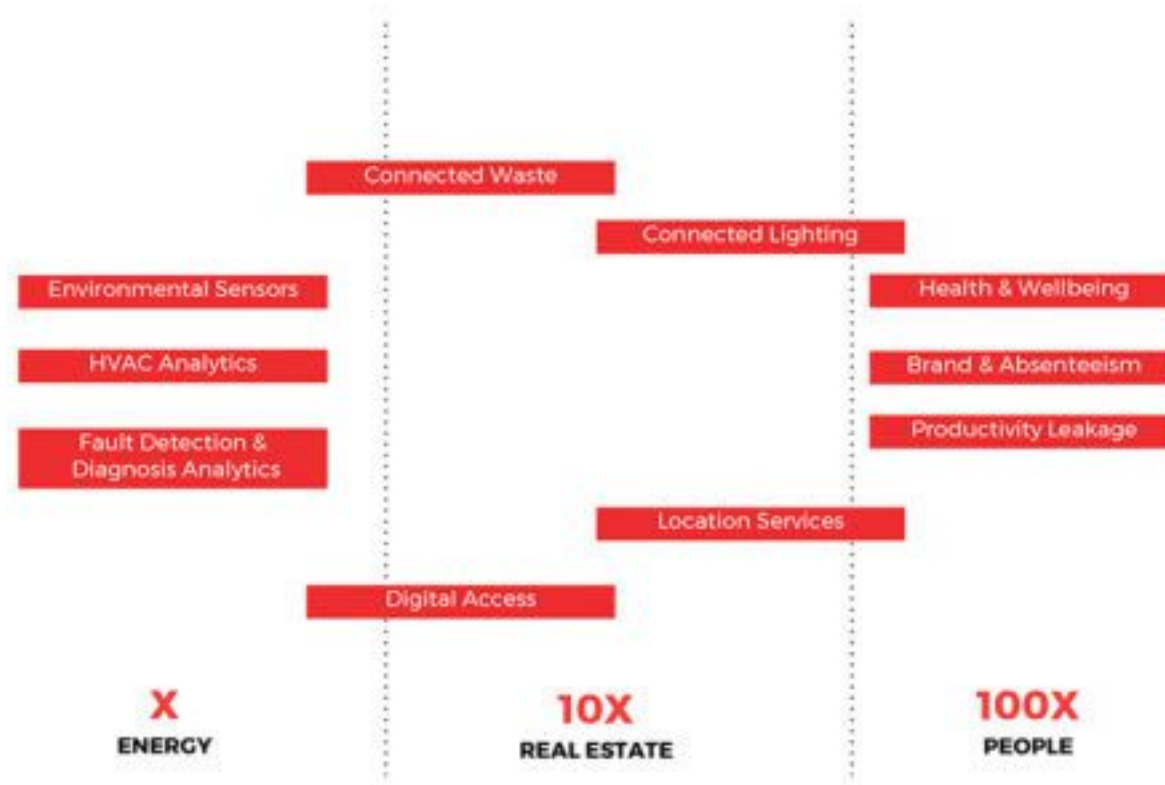 Connected Waste
Connected Lighting
Environmental Sensors
Health & Wellbeing
HVAC Analytics
Brand & Absenteeism
Fault Detection &
Diagnosis Analytics
Productivity Leakage
Location Services
Digital Access
X
ENERGY
10X
REAL ESTATE
100X
PEOPLE